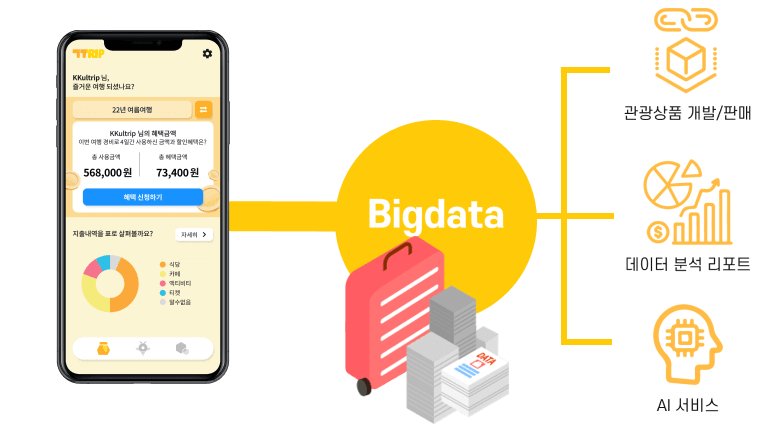 TTRIP
KKultrip 님,
즐거운 여행 되셨나요?
22년 여름여행
KKultrip 님의 혜택금액
이번 여행 경비로 4일간 사용하신 금액과 할인혜택은?
총 사용금액
총 혜택금액
568,000원
73,400원
혜택 신청하기
지출내역을 표로 살펴볼까요?
자세히
식당
카페
액티비티
티켓
알수없음
Bigdata
DATA
관광상품 개발/판매
데이터 분석 리포트
AI 서비스